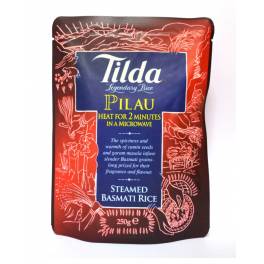 Tilda
Legendary Rice
PILAU
HEAT FOR 2 MINUTES
IN A MICROWAVE
The spiciness and
warmth of cumin seeds
and garam masala infuse
slender Basmati grains
long prized for their
fragrance and flavour.
STEAMED
BASMATI RICE
250g e